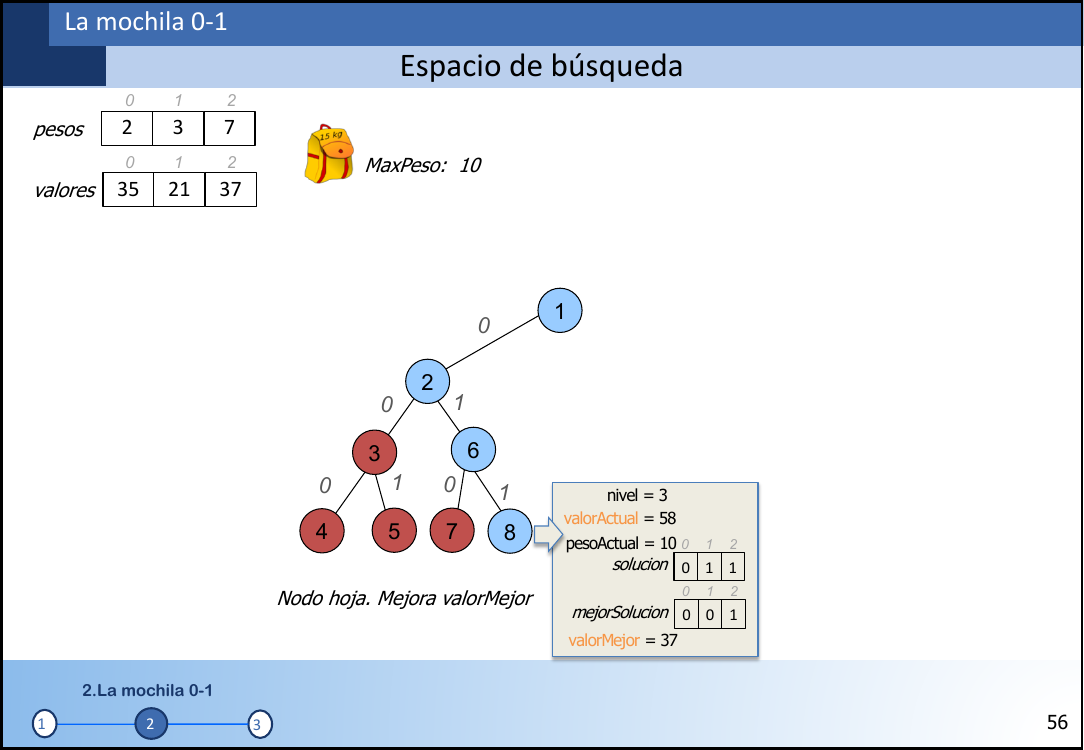 La mochila 0-1
Espacio de búsqueda
0 1 2
pesos 2 3 7
0 1 2
valores 35 21 37
15 kg
MaxPeso: 10
1
0
2
0 1
3 6
0 1 0 1
4 5 7 8
nivel = 3
valorActual = 58
pesoActual = 10 0 1 2
solucion 0 1 1
0 1 2
mejorSolucion 0 0 1
valorMejor = 37
Nodo hoja. Mejora valorMejor
2.La mochila 0-1
1 2 3
56